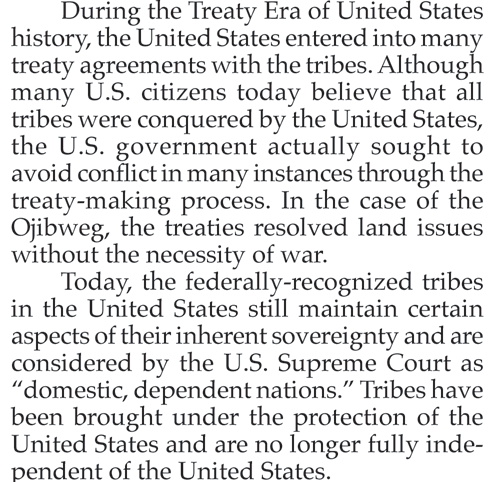 During the Treaty Era of United States
history, the United States entered into many
treaty agreements with the tribes. Although
many U.S. citizens today believe that all
tribes were conquered by the United States,
the U.S. government actually sought to
avoid conflict in many instances through the
treaty-making process. In the case of the
Ojibweg, the treaties resolved land issues
without the necessity of war.
Today, the federally-recognized tribes
in the United States still maintain certain
aspects of their inherent sovereignty and are
considered by the U.S. Supreme Court as
“domestic, dependent nations.” Tribes have
been brought under the protection of the
United States and are no longer fully inde-
pendent of the United States.